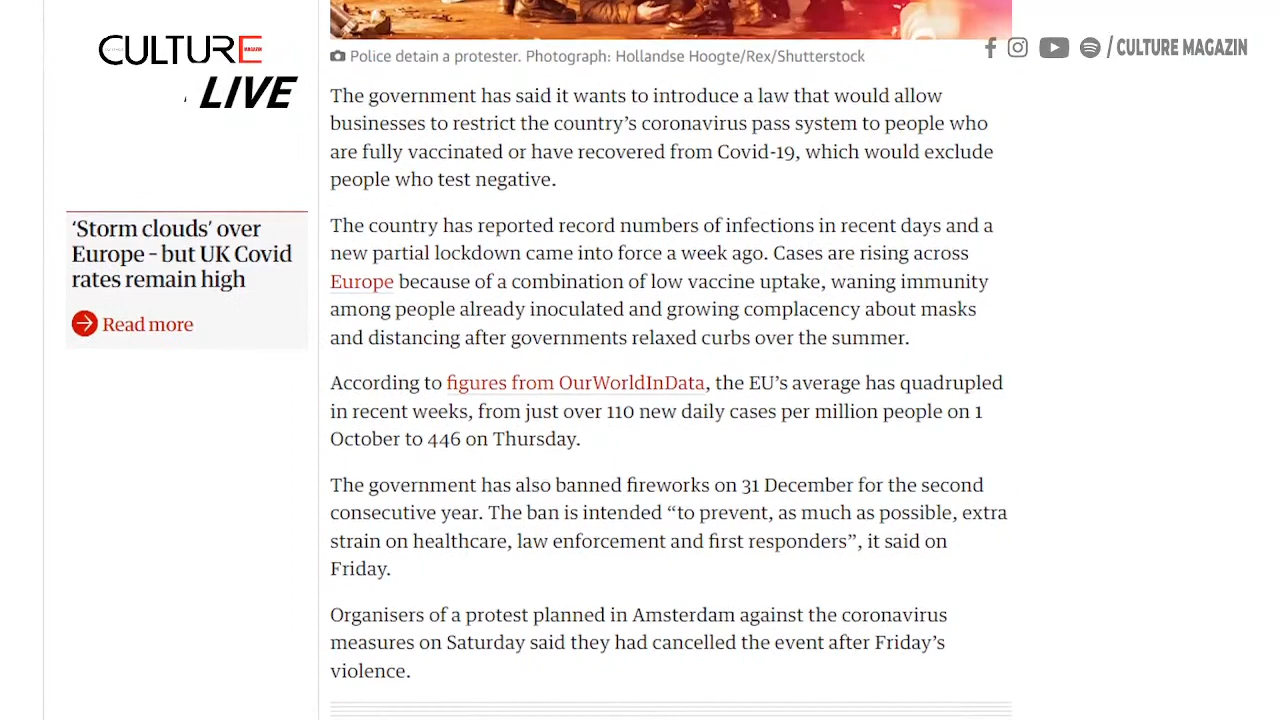 CULTURE
LIVE
/ CULTURE MAGAZIN
Police detain a protester. Photograph: Hollandse Hoogte/Rex/Shutterstock
The government has said it wants to introduce a law that would allow
businesses to restrict the country’s coronavirus pass system to people who
are fully vaccinated or have recovered from Covid-19, which would exclude
people who test negative.
‘Storm clouds’ over
Europe – but UK Covid
rates remain high
Read more
The country has reported record numbers of infections in recent days and a
new partial lockdown came into force a week ago. Cases are rising across
Europe because of a combination of low vaccine uptake, waning immunity
among people already inoculated and growing complacency about masks
and distancing after governments relaxed curbs over the summer.
According to figures from OurWorldInData, the EU’s average has quadrupled
in recent weeks, from just over 110 new daily cases per million people on 1
October to 446 on Thursday.
The government has also banned fireworks on 31 December for the second
consecutive year. The ban is intended “to prevent, as much as possible, extra
strain on healthcare, law enforcement and first responders”, it said on
Friday.
Organisers of a protest planned in Amsterdam against the coronavirus
measures on Saturday said they had cancelled the event after Friday’s
violence.